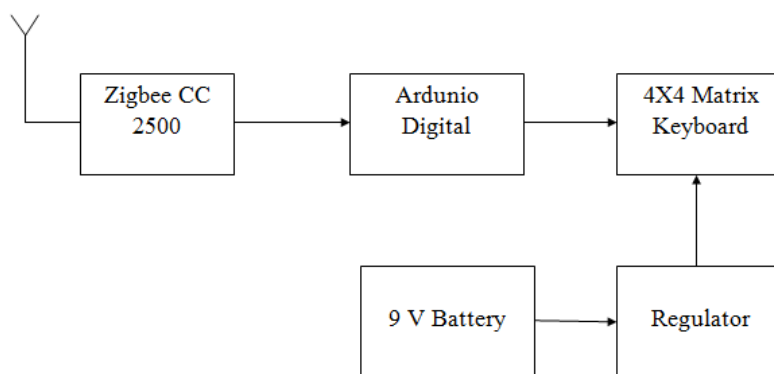 Zigbee CC
2500
Ardunio
Digital
4X4 Matrix
Keyboard
9 V Battery
Regulator